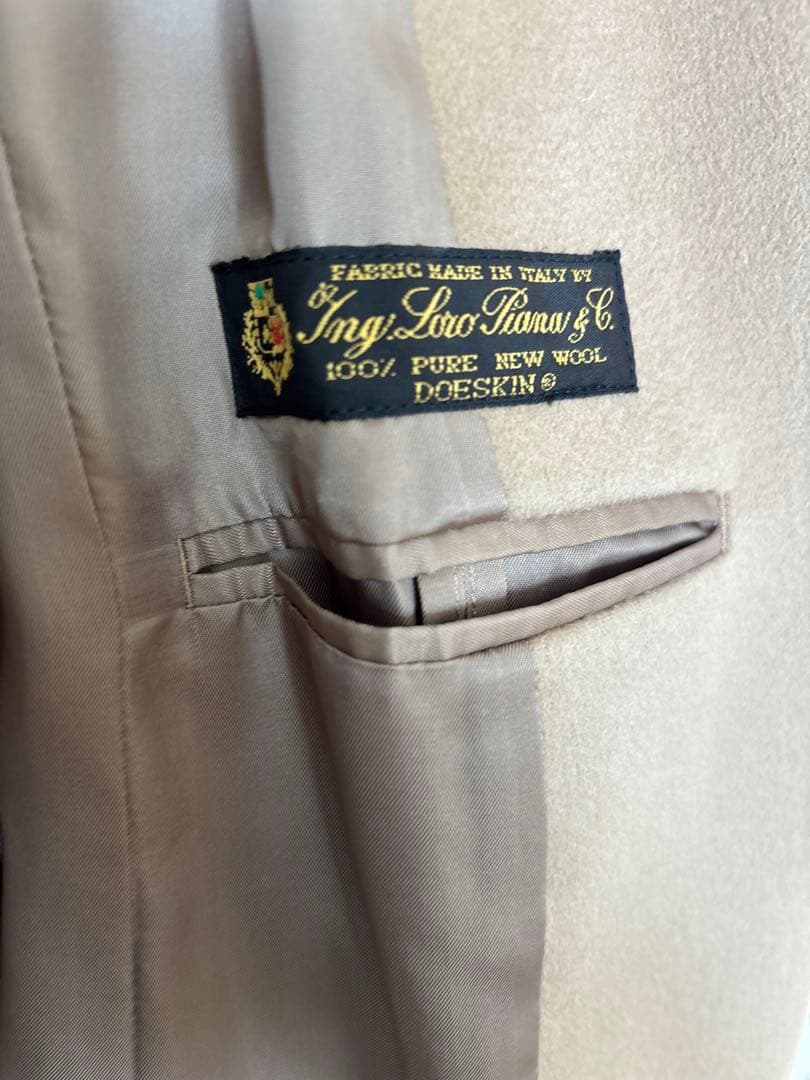 FABRIC MADE IN ITALY BY
Ing. Loro Piana & C.
100% PURE NEW WOOL
DOESKIN ®